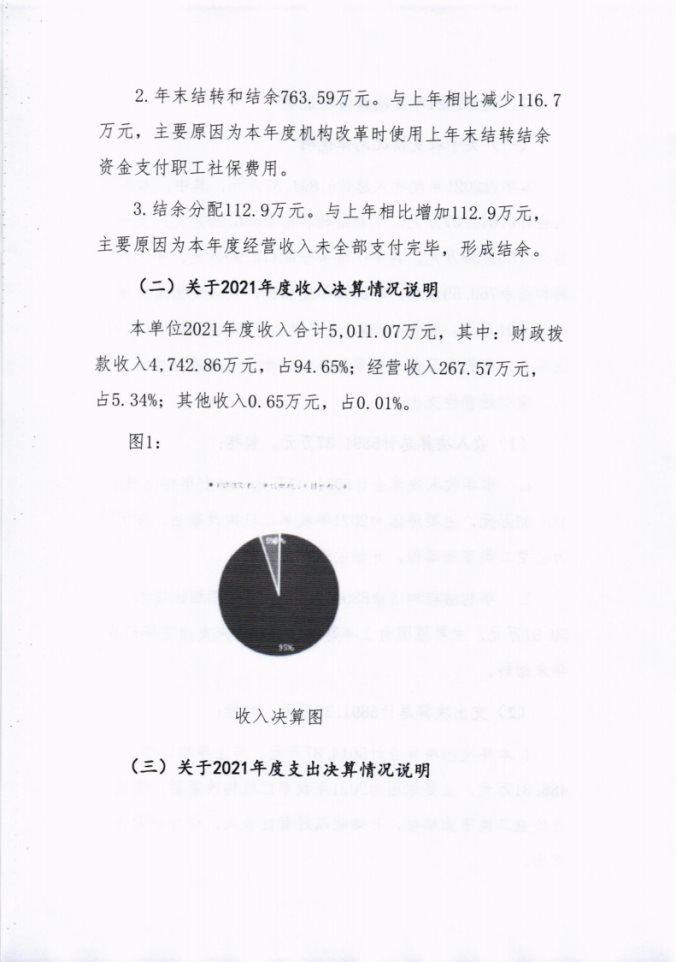 2.年末结转和结余763.59万元。与上年相比减少116.7
万元，主要原因为本年度机构改革时使用上年末结转结余
资金支付职工社保费用。
3.结余分配112.9万元。与上年相比增加112.9万元，
主要原因为本年度经营收入未全部支付完毕，形成结余。
（二）关于2021年度收入决算情况说明
本单位2021年度收入合计5,011.07万元，其中：财政拨
款收入4,742.86万元，占94.65%；经营收入267.57万元，
占5.34%；其他收入0.65万元，占0.01%。
图1：
95%
收入决算图
（三）关于2021年度支出决算情况说明